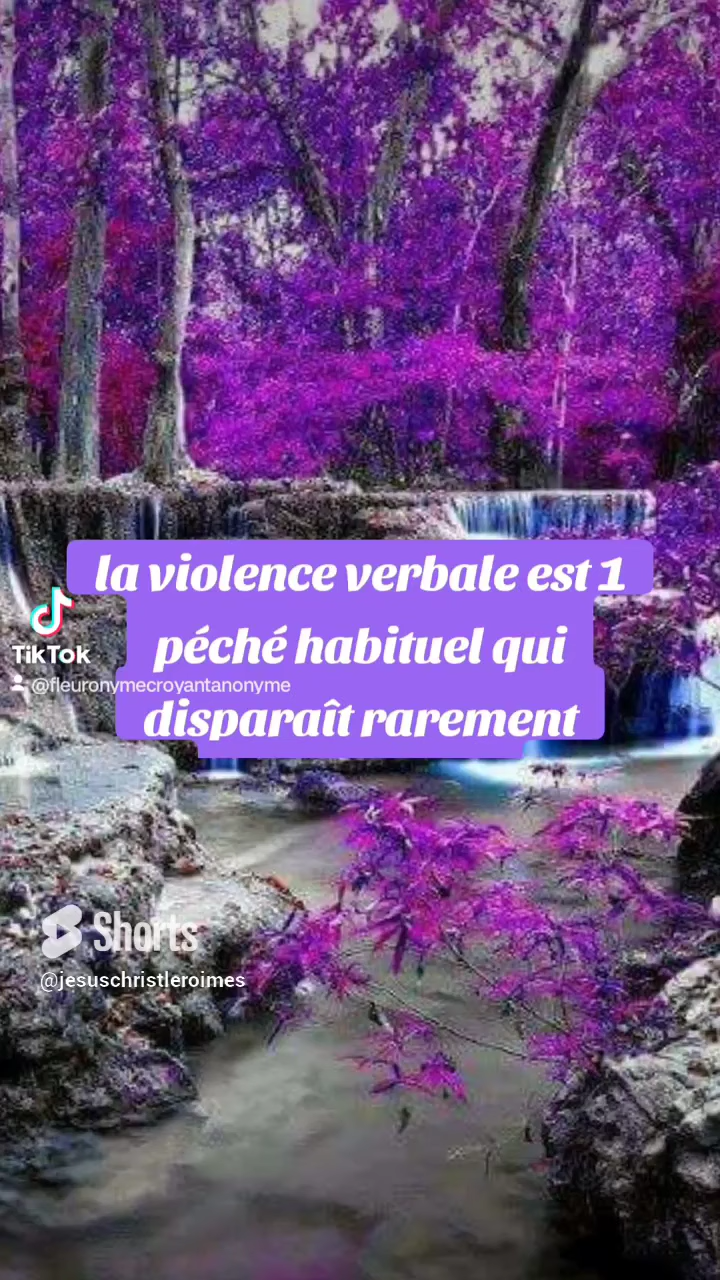 la violence verbale est 1
péché habituel qui
disparaît rarement
TikTok
@fleuronymecroyantanonyme
Shorts
@jesuschristleroimes